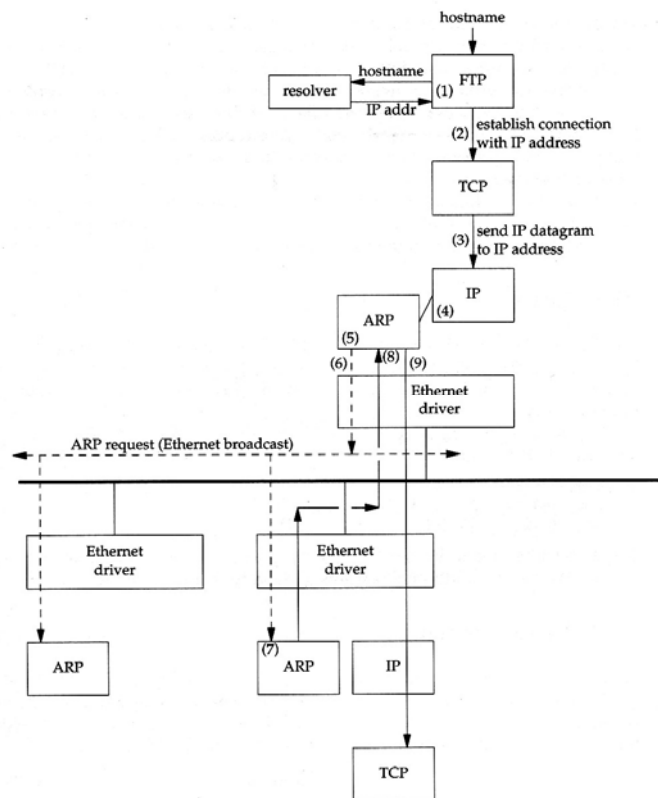 hostname
hostname
FTP
(1)
resolver
IP addr
(2) establish connection
with IP address
TCP
(3) send IP datagram
to IP address
IP
(4)
ARP
(5)
(6)
(8)
(9)
Ethernet
driver
ARP request (Ethernet broadcast)
Ethernet
driver
Ethernet
driver
ARP
(7)
ARP
IP
TCP